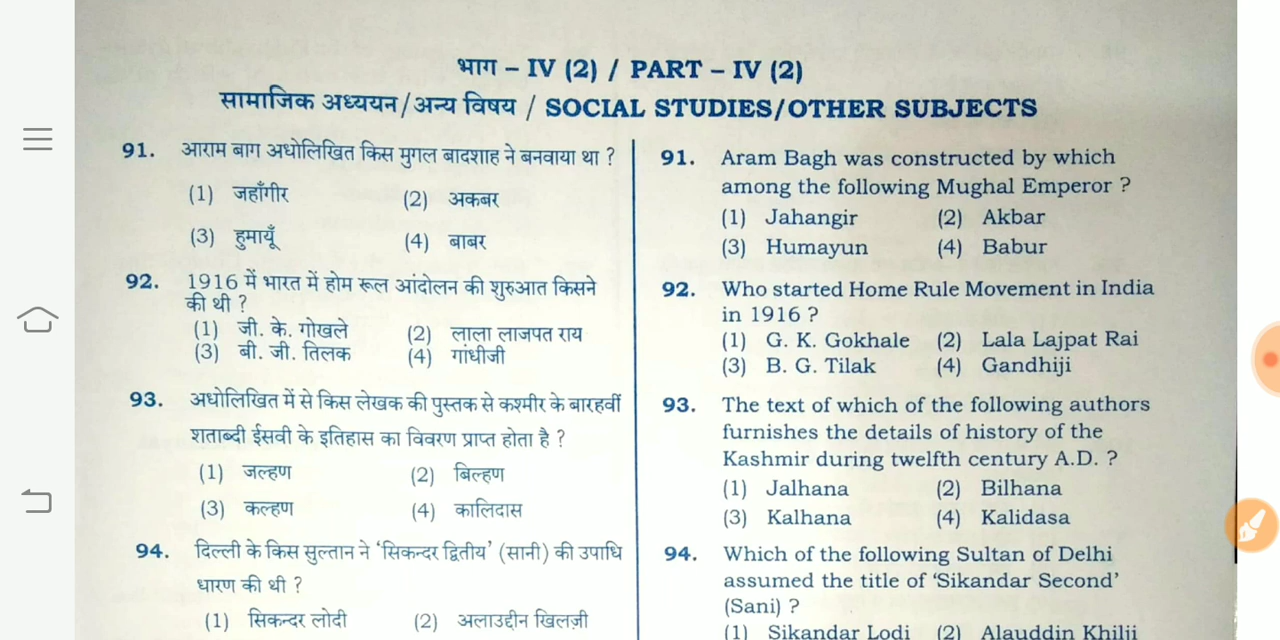 भाग – IV (2) / PART – IV (2)
सामाजिक अध्ययन/अन्य विषय / SOCIAL STUDIES/OTHER SUBJECTS
91. आराम बाग अधोलिखित किस मुगल बादशाह ने बनवाया था ?
(1) जहाँगीर (2) अकबर
(3) हुमायूँ (4) बाबर
92. 1916 में भारत में होम रूल आंदोलन की शुरुआत किसने
की थी ?
(1) जी. के. गोखले (2) लाला लाजपत राय
(3) बी. जी. तिलक (4) गांधीजी
93. अधोलिखित में से किस लेखक की पुस्तक से कश्मीर के बारहवीं
शताब्दी ईसवी के इतिहास का विवरण प्राप्त होता है ?
(1) जल्हण (2) बिल्हण
(3) कल्हण (4) कालिदास
94. दिल्ली के किस सुल्तान ने ‘सिकन्दर द्वितीय’ (सानी) की उपाधि
धारण की थी ?
(1) सिकन्दर लोदी (2) अलाउद्दीन खिलज़ी
91. Aram Bagh was constructed by which
among the following Mughal Emperor ?
(1) Jahangir (2) Akbar
(3) Humayun (4) Babur
92. Who started Home Rule Movement in India
in 1916 ?
(1) G. K. Gokhale (2) Lala Lajpat Rai
(3) B. G. Tilak (4) Gandhiji
93. The text of which of the following authors
furnishes the details of history of the
Kashmir during twelfth century A.D. ?
(1) Jalhana (2) Bilhana
(3) Kalhana (4) Kalidasa
94. Which of the following Sultan of Delhi
assumed the title of ‘Sikandar Second’
(Sani) ?
(1) Sikandar Lodi (2) Alauddin Khilji